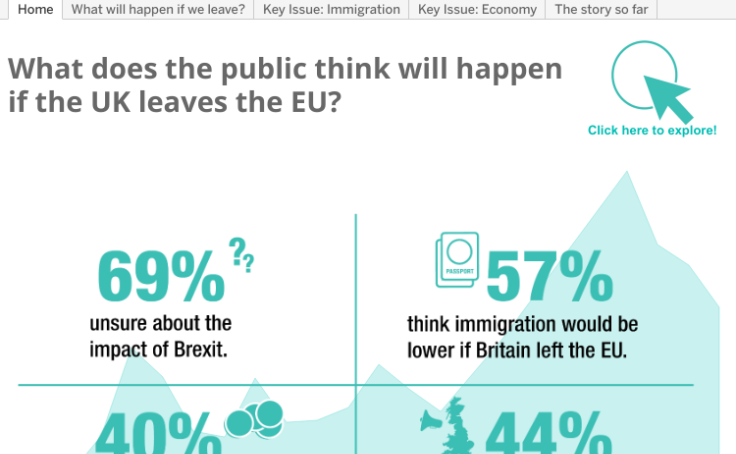 Home What will happen if we leave? Key Issue: Immigration Key Issue: Economy The story so far
What does the public think will happen
if the UK leaves the EU?
Click here to explore!
69% ??
unsure about the
impact of Brexit.
PASSPORT
57%
think immigration would be
lower if Britain left the EU.
40%
44%